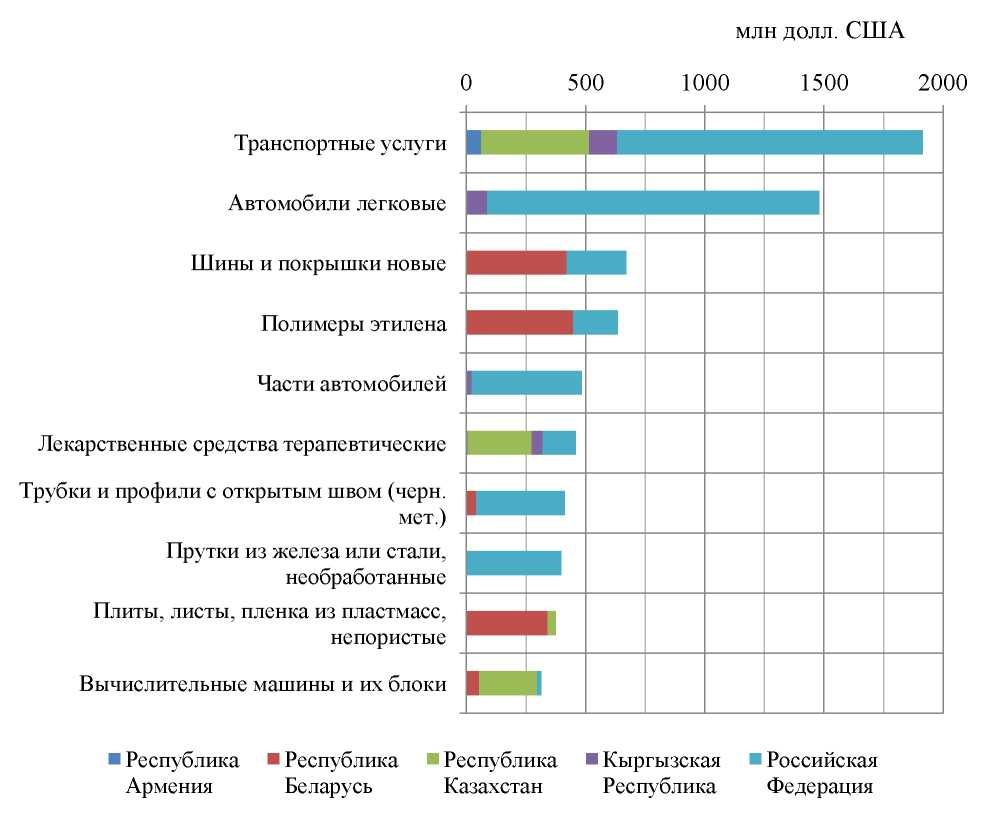 млн долл. США
0 500 1000 1500 2000
Транспортные услуги
Автомобили легковые
Шины и покрышки новые
Полимеры этилена
Части автомобилей
Лекарственные средства терапевтические
Трубки и профили с открытым швом (черн.
мет.)
Прутки из железа или стали,
необработанные
Плиты, листы, пленка из пластмасс,
непористые
Вычислительные машины и их блоки
Республика
Армения
Республика
Беларусь
Республика
Казахстан
Кыргызская
Республика
Российская
Федерация